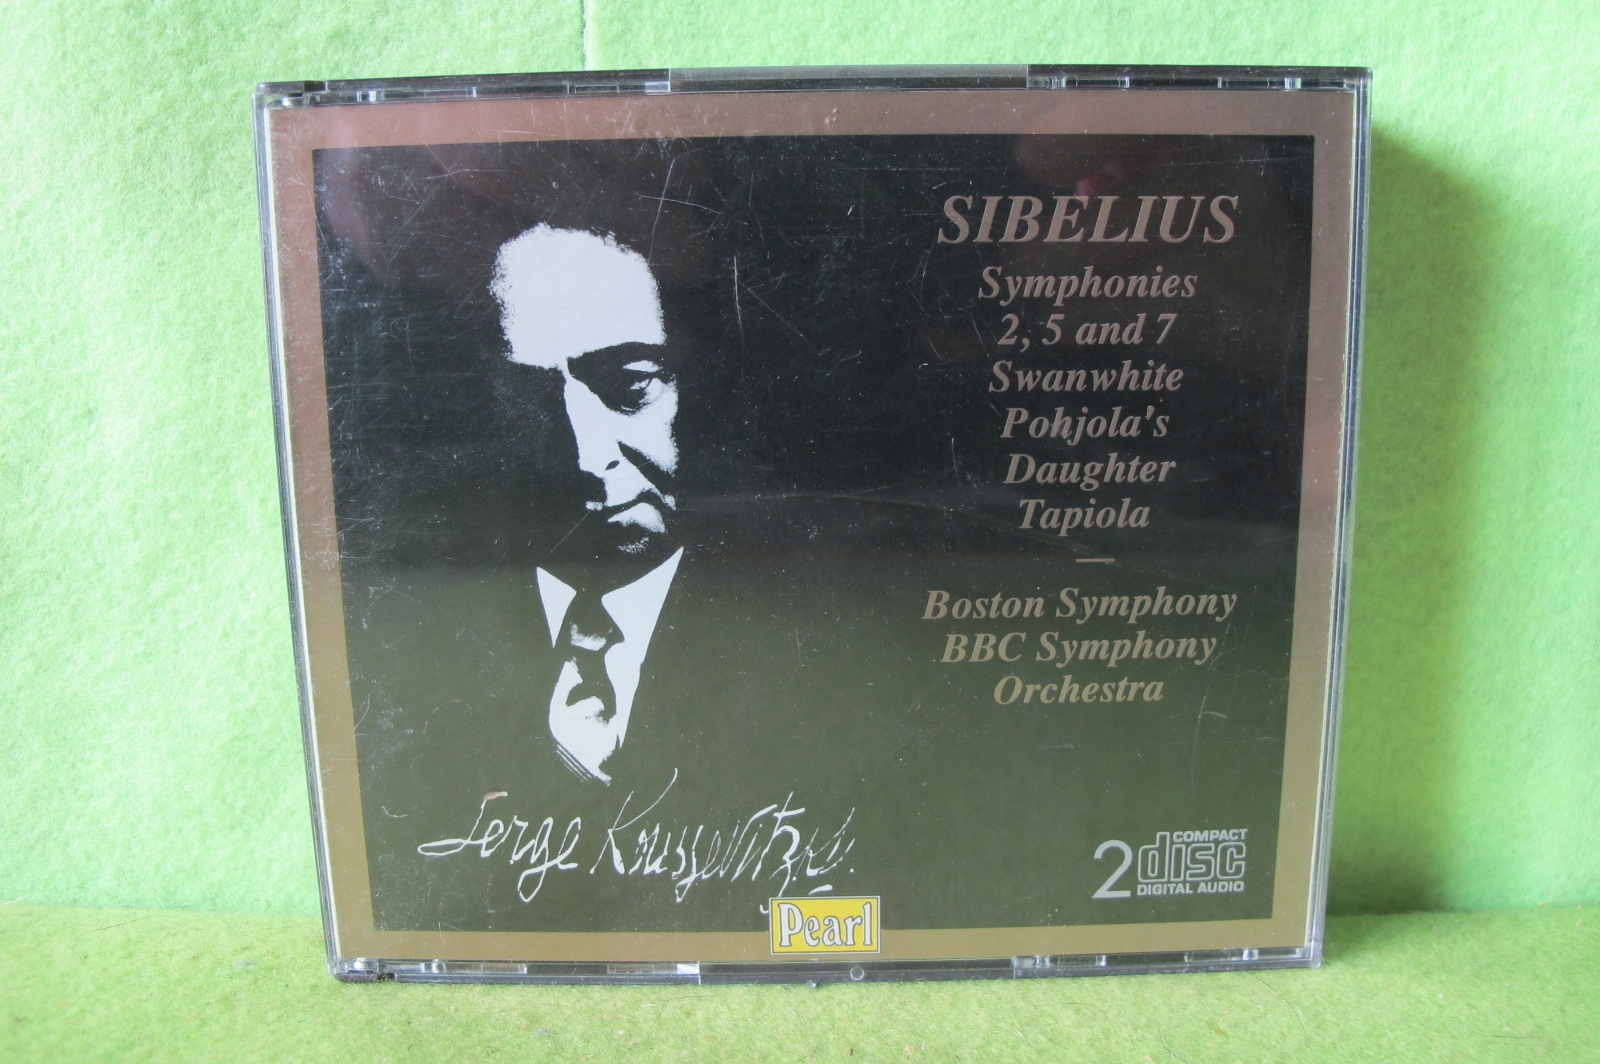 SIBELIUS
Symphonies
2, 5 and 7
Swanwhite
Pohjola's
Daughter
Tapiola
Boston Symphony
BBC Symphony
Orchestra
Serge Koussevitzky.
2 COMPACT
disc
DIGITAL AUDIO
Pearl